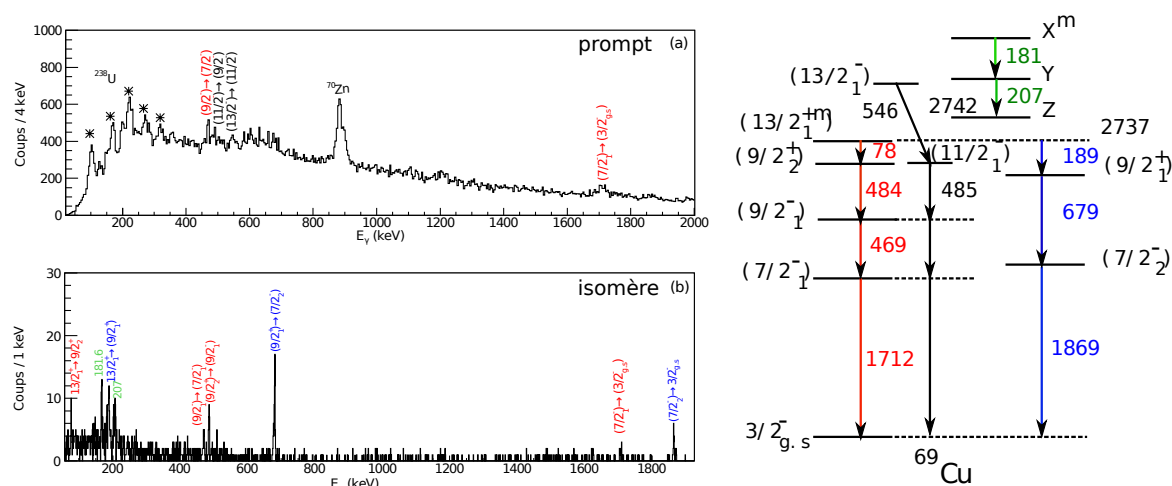 prompt (a)
1000
800
600
400
200
0
Coups / 4 keV
238U
(9/2⁻)→(7/2⁻)
(11/2⁻)→(9/2⁻)
(13/2⁻)→(11/2⁻)
70Zn
(7/2⁻₁)→(3/2⁻g.s)
200 400 600 800 1000 1200 1400 1600 1800 2000
Eγ (keV)
isomère (b)
30
20
10
0
Coups / 1 keV
13/2⁺₁→9/2⁺₂
181.6
13/2⁺₁→(9/2⁺₁)
207
(9/2⁻₁)→(7/2⁻₁)
(9/2⁺₂)→(9/2⁻₁)
(9/2⁺₁)→(7/2⁻₂)
(7/2⁻₁)→(3/2⁻g.s)
(7/2⁻₂)→3/2⁻g.s
200 400 600 800 1000 1200 1400 1600 1800
(keV)
Xm
181
Y
207
Z
(13/2⁻₁)
546
2742
(13/2⁺m₁)
2737
78
(11/2⁻₁)
189
(9/2⁺₂)
(9/2⁺₁)
484
485
679
(9/2⁻₁)
469
(7/2⁻₁)
(7/2⁻₂)
1712
1869
3/2⁻g.s
69Cu